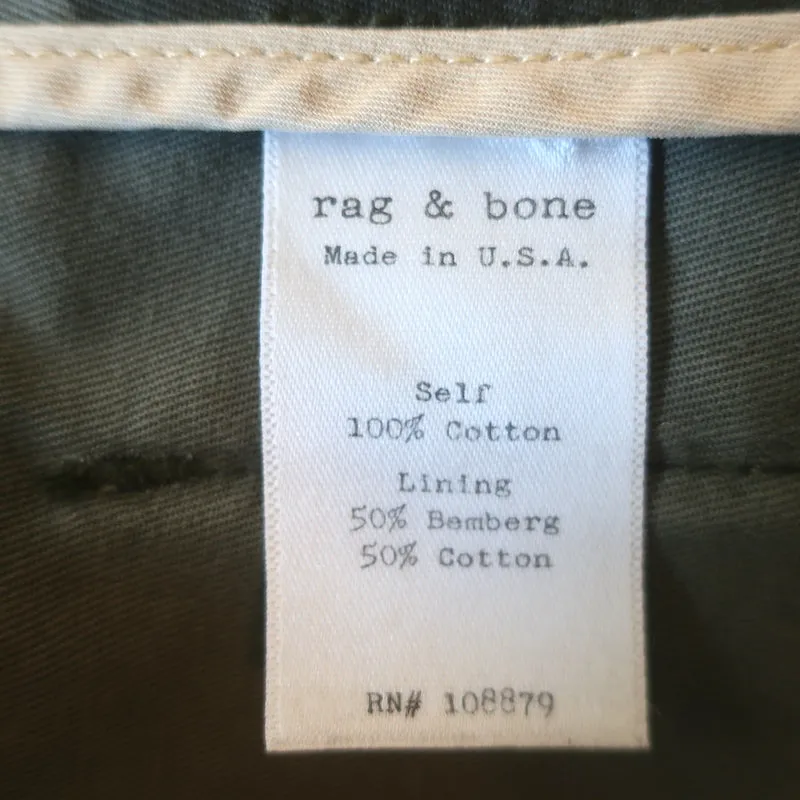 rag & bone
Made in U.S.A.
Self
100% Cotton
Lining
50% Bemberg
50% Cotton
RN# 108879